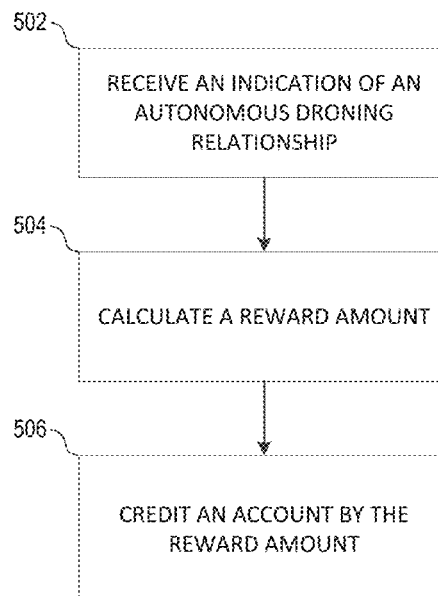 502
RECEIVE AN INDICATION OF AN
AUTONOMOUS DRONING
RELATIONSHIP
504
CALCULATE A REWARD AMOUNT
506
CREDIT AN ACCOUNT BY THE
REWARD AMOUNT